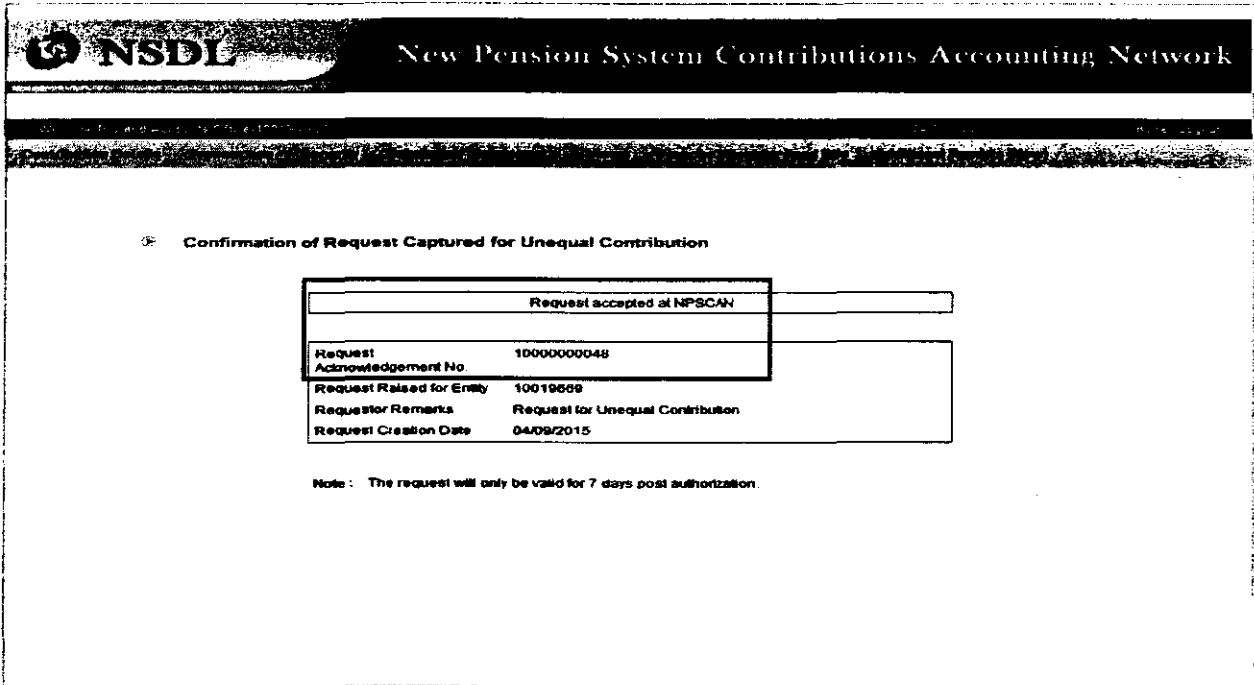 NSDL
New Pension System Contributions Accounting Network
Confirmation of Request Captured for Unequal Contribution
Request accepted at NPSCAN
Request 10000000048
Acknowledgement No.
Request Raised for Entity 10019669
Requestor Remarks Request for Unequal Contribution
Request Creation Date 04/09/2015
Note : The request will only be valid for 7 days post authorization.